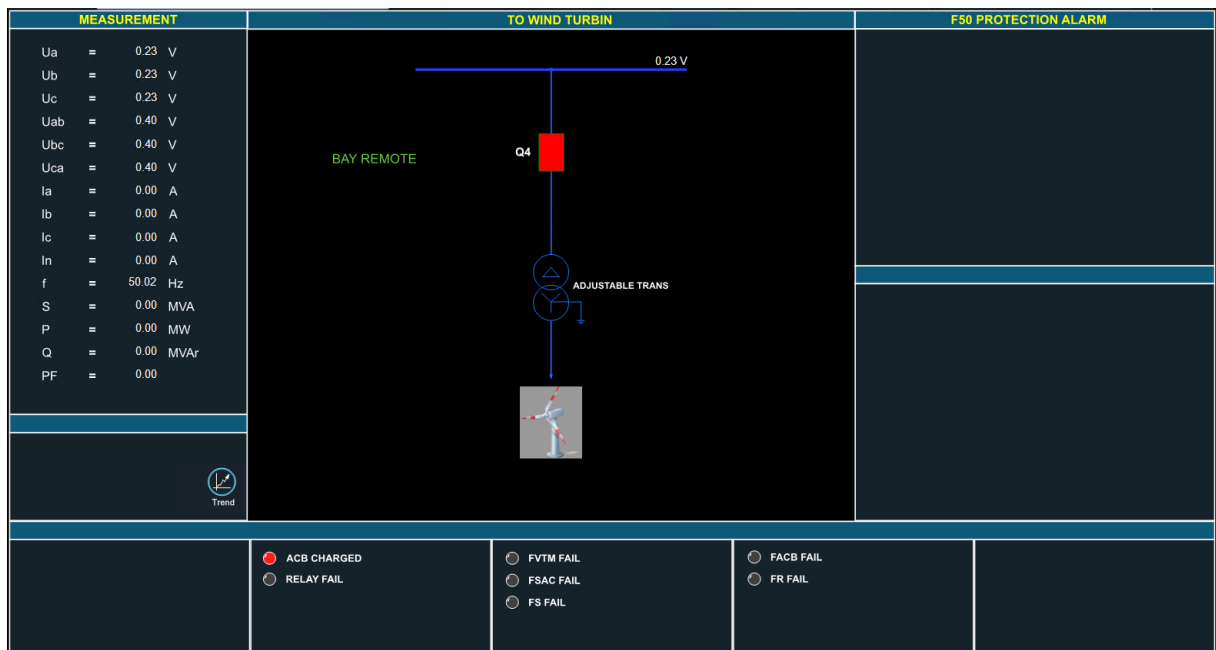 MEASUREMENT
TO WIND TURBIN
F50 PROTECTION ALARM
Ua = 0.23 V
Ub = 0.23 V
Uc = 0.23 V
Uab = 0.40 V
Ubc = 0.40 V
Uca = 0.40 V
Ia = 0.00 A
Ib = 0.00 A
Ic = 0.00 A
In = 0.00 A
f = 50.02 Hz
S = 0.00 MVA
P = 0.00 MW
Q = 0.00 MVAr
PF = 0.00
Trend
0.23 V
BAY REMOTE
Q4
ADJUSTABLE TRANS
ACB CHARGED
RELAY FAIL
FVTM FAIL
FSAC FAIL
FS FAIL
FACB FAIL
FR FAIL